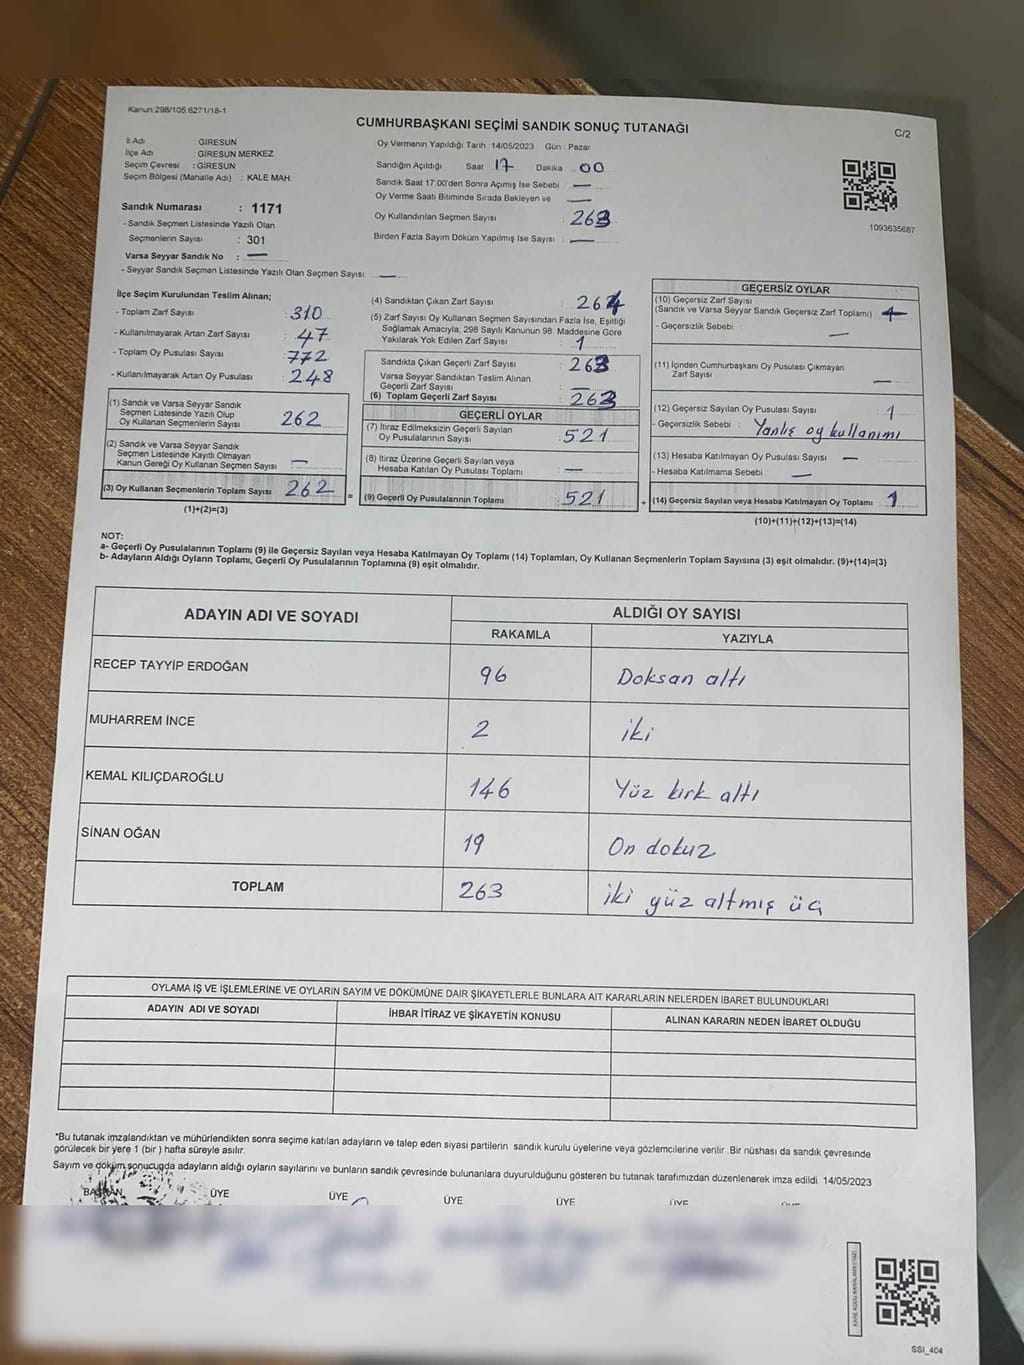 Kanun:298/105,6271/18-1
CUMHURBAŞKANI SEÇİMİ SANDIK SONUÇ TUTANAĞI
C/2
İl Adı : GİRESUN
İlçe Adı : GİRESUN MERKEZ
Seçim Çevresi : GİRESUN
Seçim Bölgesi (Mahalle Adı) : KALE MAH.
Sandık Numarası : 1171
- Sandık Seçmen Listesinde Yazılı Olan
Seçmenlerin Sayısı : 301
Varsa Seyyar Sandık No : —
- Seyyar Sandık Seçmen Listesinde Yazılı Olan Seçmen Sayısı: —
Oy Vermenin Yapıldığı Tarih :14/05/2023 Gün : Pazar
Sandığın Açıldığı Saat 17 Dakika 00
Sandık Saat 17.00'den Sonra Açımış İse Sebebi —
Oy Verme Saati Bitiminde Sırada Bekleyen ve —
Oy Kullandırılan Seçmen Sayısı : 263
Birden Fazla Sayım Döküm Yapılmış İse Sayısı : —
1093635687
İlçe Seçim Kurulundan Teslim Alınan;
- Toplam Zarf Sayısı : 310
- Kullanılmayarak Artan Zarf Sayısı : 47
- Toplam Oy Pusulası Sayısı : 772
- Kullanılmayarak Artan Oy Pusulası : 248
(1) Sandık ve Varsa Seyyar Sandık
Seçmen Listesinde Yazılı Olup
Oy Kullanan Seçmenlerin Sayısı : 262
(2) Sandık ve Varsa Seyyar Sandık
Seçmen Listesinde Kayıtlı Olmayan
Kanun Gereği Oy Kullanan Seçmen Sayısı : —
(3) Oy Kullanan Seçmenlerin Toplam Sayısı : 262 =
(1)+(2)=(3)
(4) Sandıktan Çıkan Zarf Sayısı : 264
(5) Zarf Sayısı Oy Kullanan Seçmen Sayısından Fazla İse, Eşitliği
Sağlamak Amacıyla; 298 Sayılı Kanunun 98. Maddesine Göre
Yakılarak Yok Edilen Zarf Sayısı : 1
Sandıkta Çıkan Geçerli Zarf Sayısı : 263
Varsa Seyyar Sandıktan Teslim Alınan
Geçerli Zarf Sayısı : —
(6) Toplam Geçerli Zarf Sayısı : 263
GEÇERLİ OYLAR
(7) İtiraz Edilmeksizin Geçerli Sayılan
Oy Pusulalarının Sayısı : 521
(8) İtiraz Üzerine Geçerli Sayılan veya
Hesaba Katılan Oy Pusulası Toplamı : —
(9) Geçerli Oy Pusulalarının Toplamı : 521 +
GEÇERSİZ OYLAR
(10) Geçersiz Zarf Sayısı
(Sandık ve Varsa Seyyar Sandık Geçersiz Zarf Toplamı)
- Geçersizlik Sebebi : —
(11) İçinden Cumhurbaşkanı Oy Pusulası Çıkmayan
Zarf Sayısı : —
(12) Geçersiz Sayılan Oy Pusulası Sayısı : 1
- Geçersizlik Sebebi : Yanlış oy kullanımı
(13) Hesaba Katılmayan Oy Pusulası Sayısı : —
- Hesaba Katılmama Sebebi : —
(14) Geçersiz Sayılan veya Hesaba Katılmayan Oy Toplamı : 1
(10)+(11)+(12)+(13)=(14)
NOT:
a- Geçerli Oy Pusulalarının Toplamı (9) ile Geçersiz Sayılan veya Hesaba Katılmayan Oy Toplamı (14) Toplamları, Oy Kullanan Seçmenlerin Toplam Sayısına (3) eşit olmalıdır. (9)+(14)=(3)
b- Adayların Aldığı Oyların Toplamı, Geçerli Oy Pusulalarının Toplamına (9) eşit olmalıdır.
ADAYIN ADI VE SOYADI ALDIĞI OY SAYISI
RAKAMLA YAZIYLA
RECEP TAYYİP ERDOĞAN 96 Doksan altı
MUHARREM İNCE 2 iki
KEMAL KILIÇDAROĞLU 146 Yüz kırk altı
SİNAN OĞAN 19 On dokuz
TOPLAM 263 iki yüz altmış üç
OYLAMA İŞ VE İŞLEMLERİNE VE OYLARIN SAYIM VE DÖKÜMÜNE DAİR ŞİKAYETLERLE BUNLARA AİT KARARLARIN NELERDEN İBARET BULUNDUKLARI
ADAYIN ADI VE SOYADI İHBAR İTİRAZ VE ŞİKAYETİN KONUSU ALINAN KARARIN NEDEN İBARET OLDUĞU
*Bu tutanak imzalandıktan ve mühürlendikten sonra seçime katılan adayların ve talep eden siyasi partilerin sandık kurulu üyelerine veya gözlemcilerine verilir. Bir nüshası da sandık çevresinde
görülecek bir yere 1 (bir ) hafta süreyle asılır.
Sayım ve döküm sonucunda adayların aldığı oyların sayılarını ve bunların sandık çevresinde bulunanlara duyurulduğunu gösteren bu tutanak tarafımızdan düzenlenerek imza edildi. 14/05/2023
BAŞKAN ÜYE ÜYE ÜYE ÜYE ÜYE
SSI_404